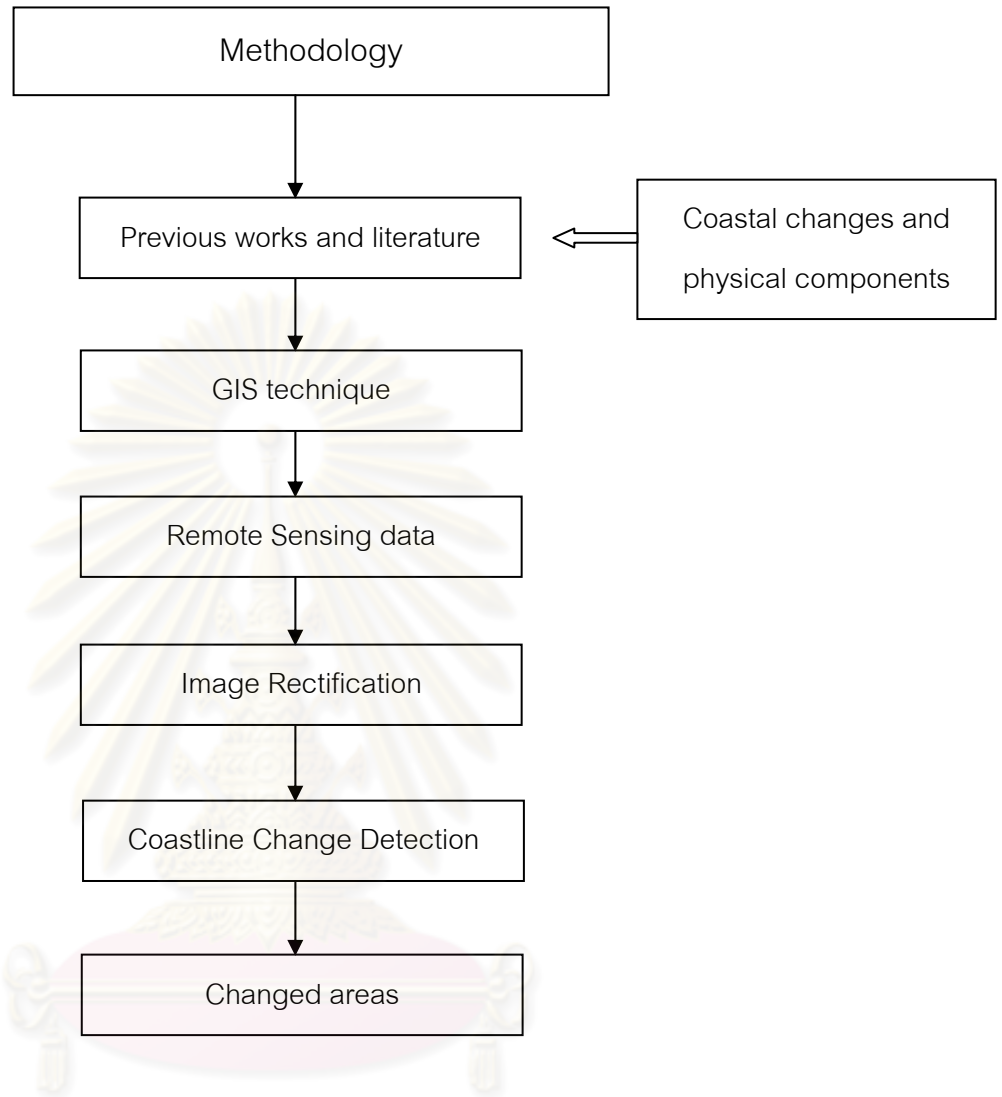 Methodology
Previous works and literature
Coastal changes and
physical components
GIS technique
Remote Sensing data
Image Rectification
Coastline Change Detection
Changed areas